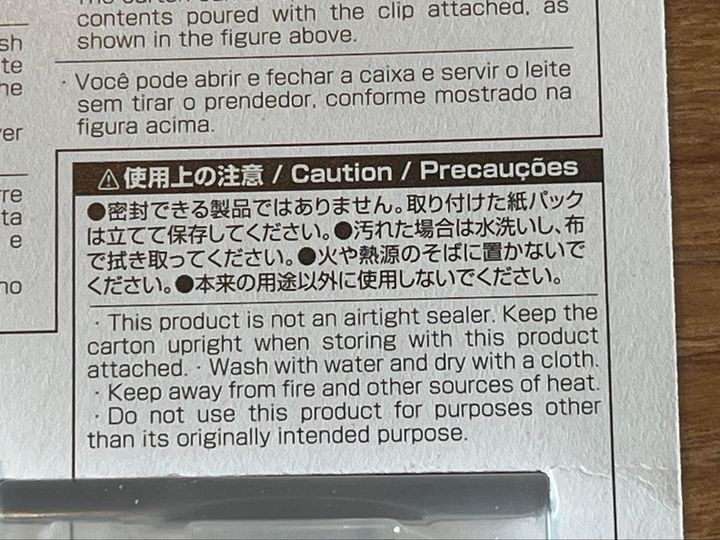 contents poured with the clip attached, as
shown in the figure above.
· Você pode abrir e fechar a caixa e servir o leite
sem tirar o prendedor, conforme mostrado na
figura acima.
sh
te
ne
ver
rre
ta
e
no
⚠使用上の注意 / Caution / Precauções
●密封できる製品ではありません。取り付けた紙パック
は立てて保存してください。●汚れた場合は水洗いし、布
で拭き取ってください。●火や熱源のそばに置かないで
ください。●本来の用途以外に使用しないでください。
· This product is not an airtight sealer. Keep the
carton upright when storing with this product
attached. · Wash with water and dry with a cloth.
· Keep away from fire and other sources of heat.
· Do not use this product for purposes other
than its originally intended purpose.